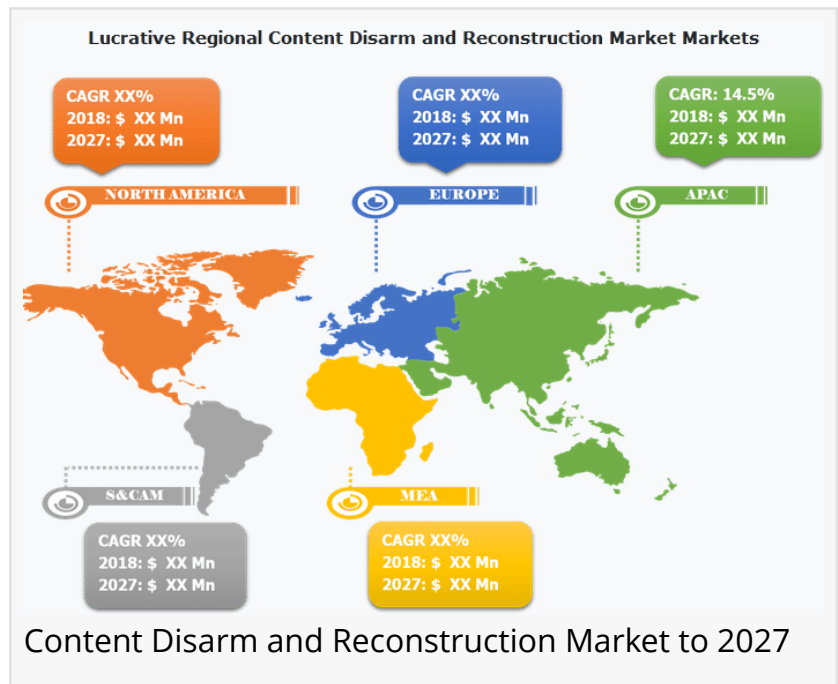 Lucrative Regional Content Disarm and Reconstruction Market Markets
CAGR XX%
2018: $ XX Mn
2027: $ XX Mn
CAGR XX%
2018: $ XX Mn
2027: $ XX Mn
CAGR: 14.5%
2018: $ XX Mn
2027: $ XX Mn
NORTH AMERICA
EUROPE
APAC
S&CAM
MEA
CAGR XX%
2018: $ XX Mn
2027: $ XX Mn
CAGR XX%
2018: $ XX Mn
2027: $ XX Mn
Content Disarm and Reconstruction Market to 2027